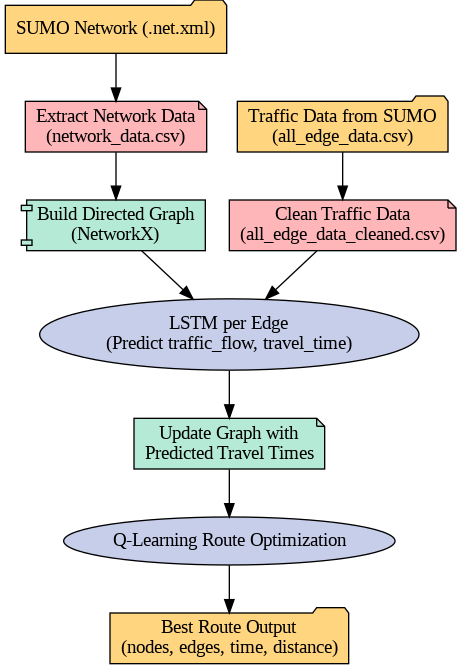 SUMO Network (.net.xml)
Extract Network Data
(network_data.csv)
Traffic Data from SUMO
(all_edge_data.csv)
Build Directed Graph
(NetworkX)
Clean Traffic Data
(all_edge_data_cleaned.csv)
LSTM per Edge
(Predict traffic_flow, travel_time)
Update Graph with
Predicted Travel Times
Q-Learning Route Optimization
Best Route Output
(nodes, edges, time, distance)